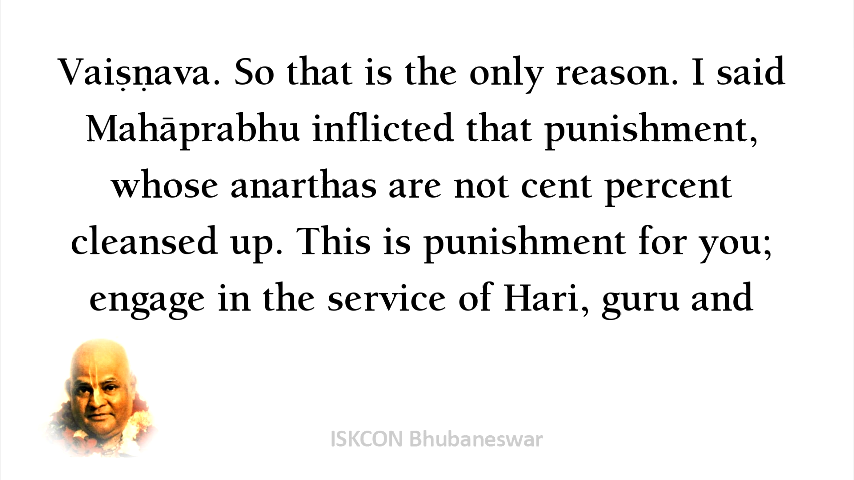 Vaiṣṇava. So that is the only reason. I said
Mahāprabhu inflicted that punishment,
whose anarthas are not cent percent
cleansed up. This is punishment for you;
engage in the service of Hari, guru and
ISKCON Bhubaneswar